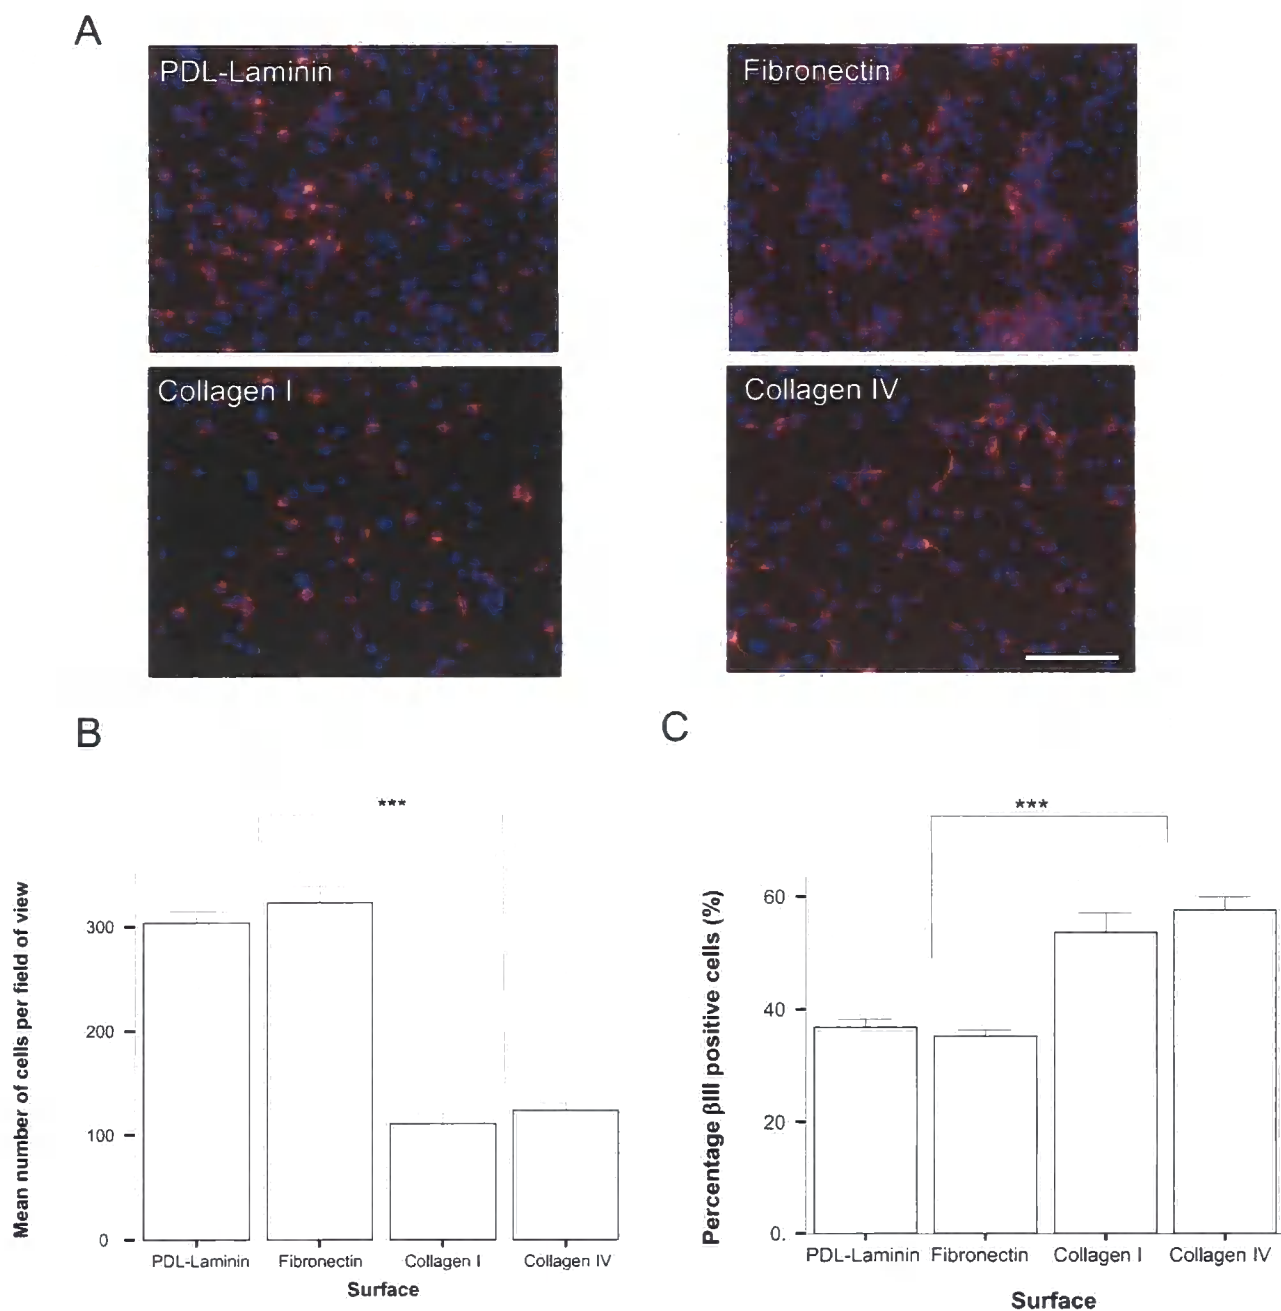 A
PDL-Laminin
Fibronectin
Collagen I
Collagen IV
B
C
***
Mean number of cells per field of view
300
200
100
0
PDL-Laminin Fibronectin Collagen I Collagen IV
Surface
***
Percentage βIII positive cells (%)
60
40
20
0.
PDL-Laminin Fibronectin Collagen I Collagen IV
Surface